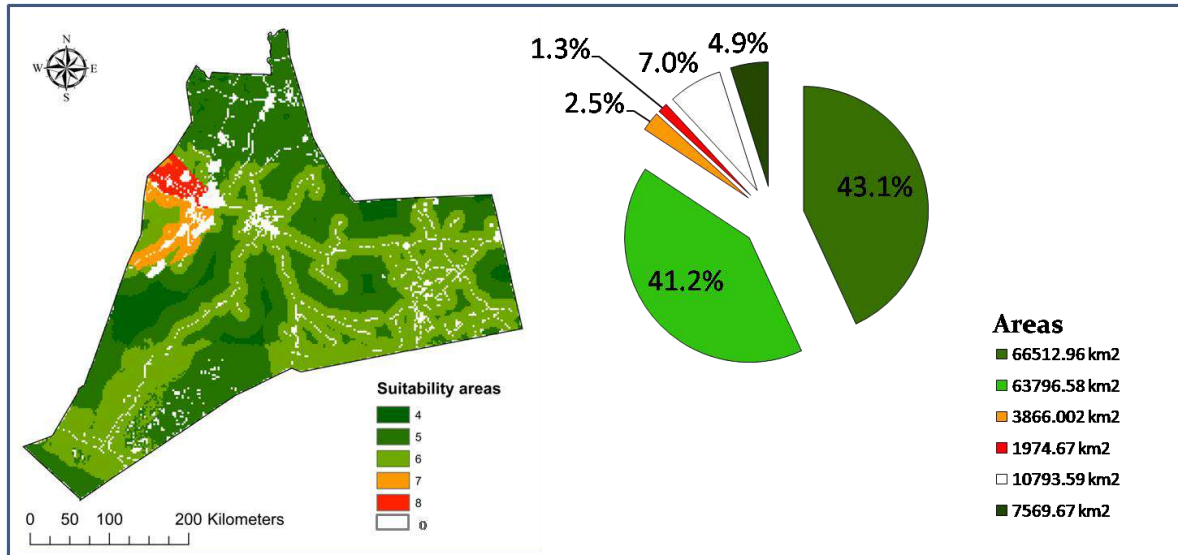 N
W E
S
Suitability areas
4
5
6
7
8
0
0 50 100 200 Kilometers
1.3%
7.0%
4.9%
2.5%
43.1%
41.2%
Areas
66512.96 km2
63796.58 km2
3866.002 km2
1974.67 km2
10793.59 km2
7569.67 km2